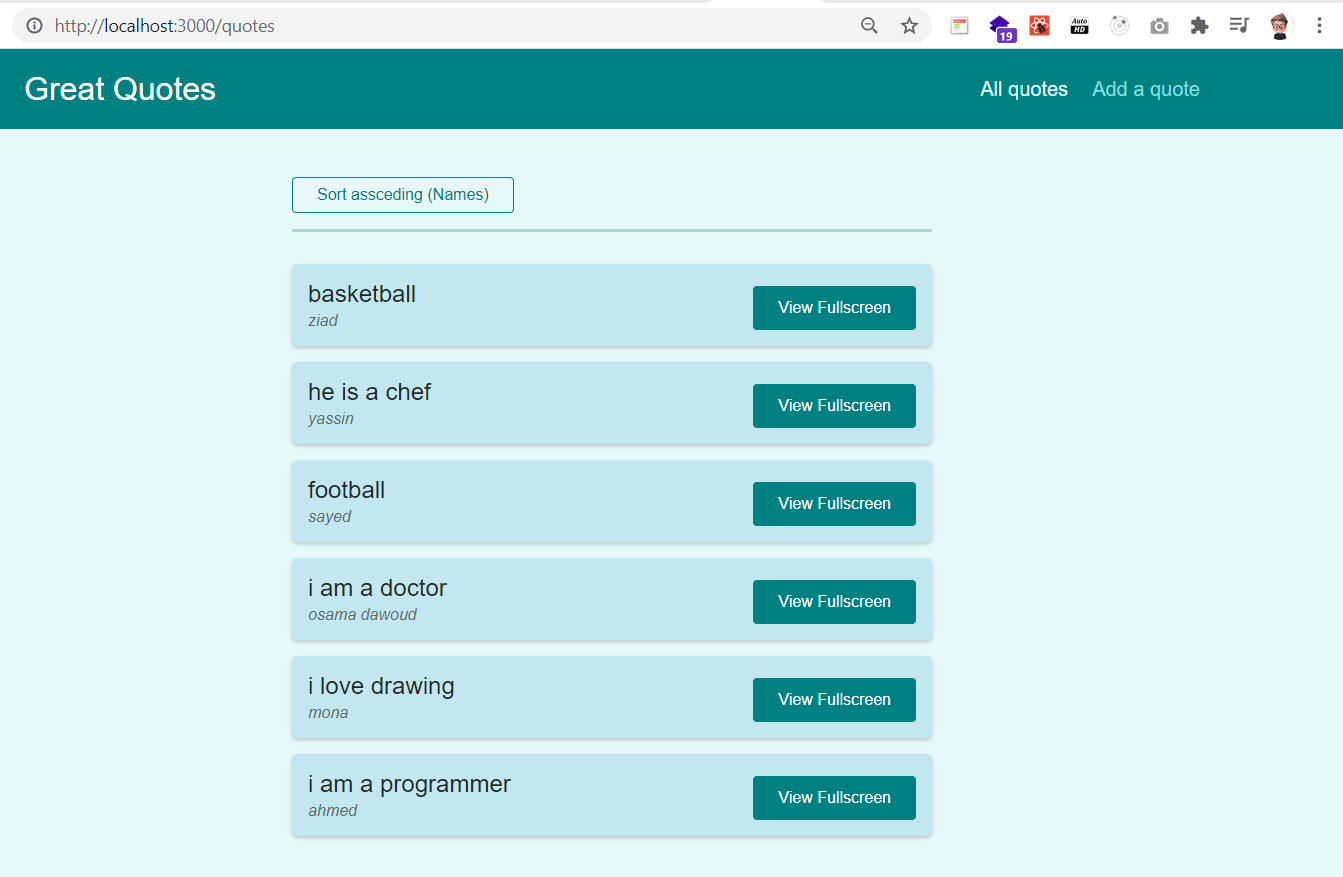 http://localhost:3000/quotes
19
Auto
HD
Great Quotes
All quotes
Add a quote
Sort assceding (Names)
basketball
ziad
View Fullscreen
he is a chef
yassin
View Fullscreen
football
sayed
View Fullscreen
i am a doctor
osama dawoud
View Fullscreen
i love drawing
mona
View Fullscreen
i am a programmer
ahmed
View Fullscreen